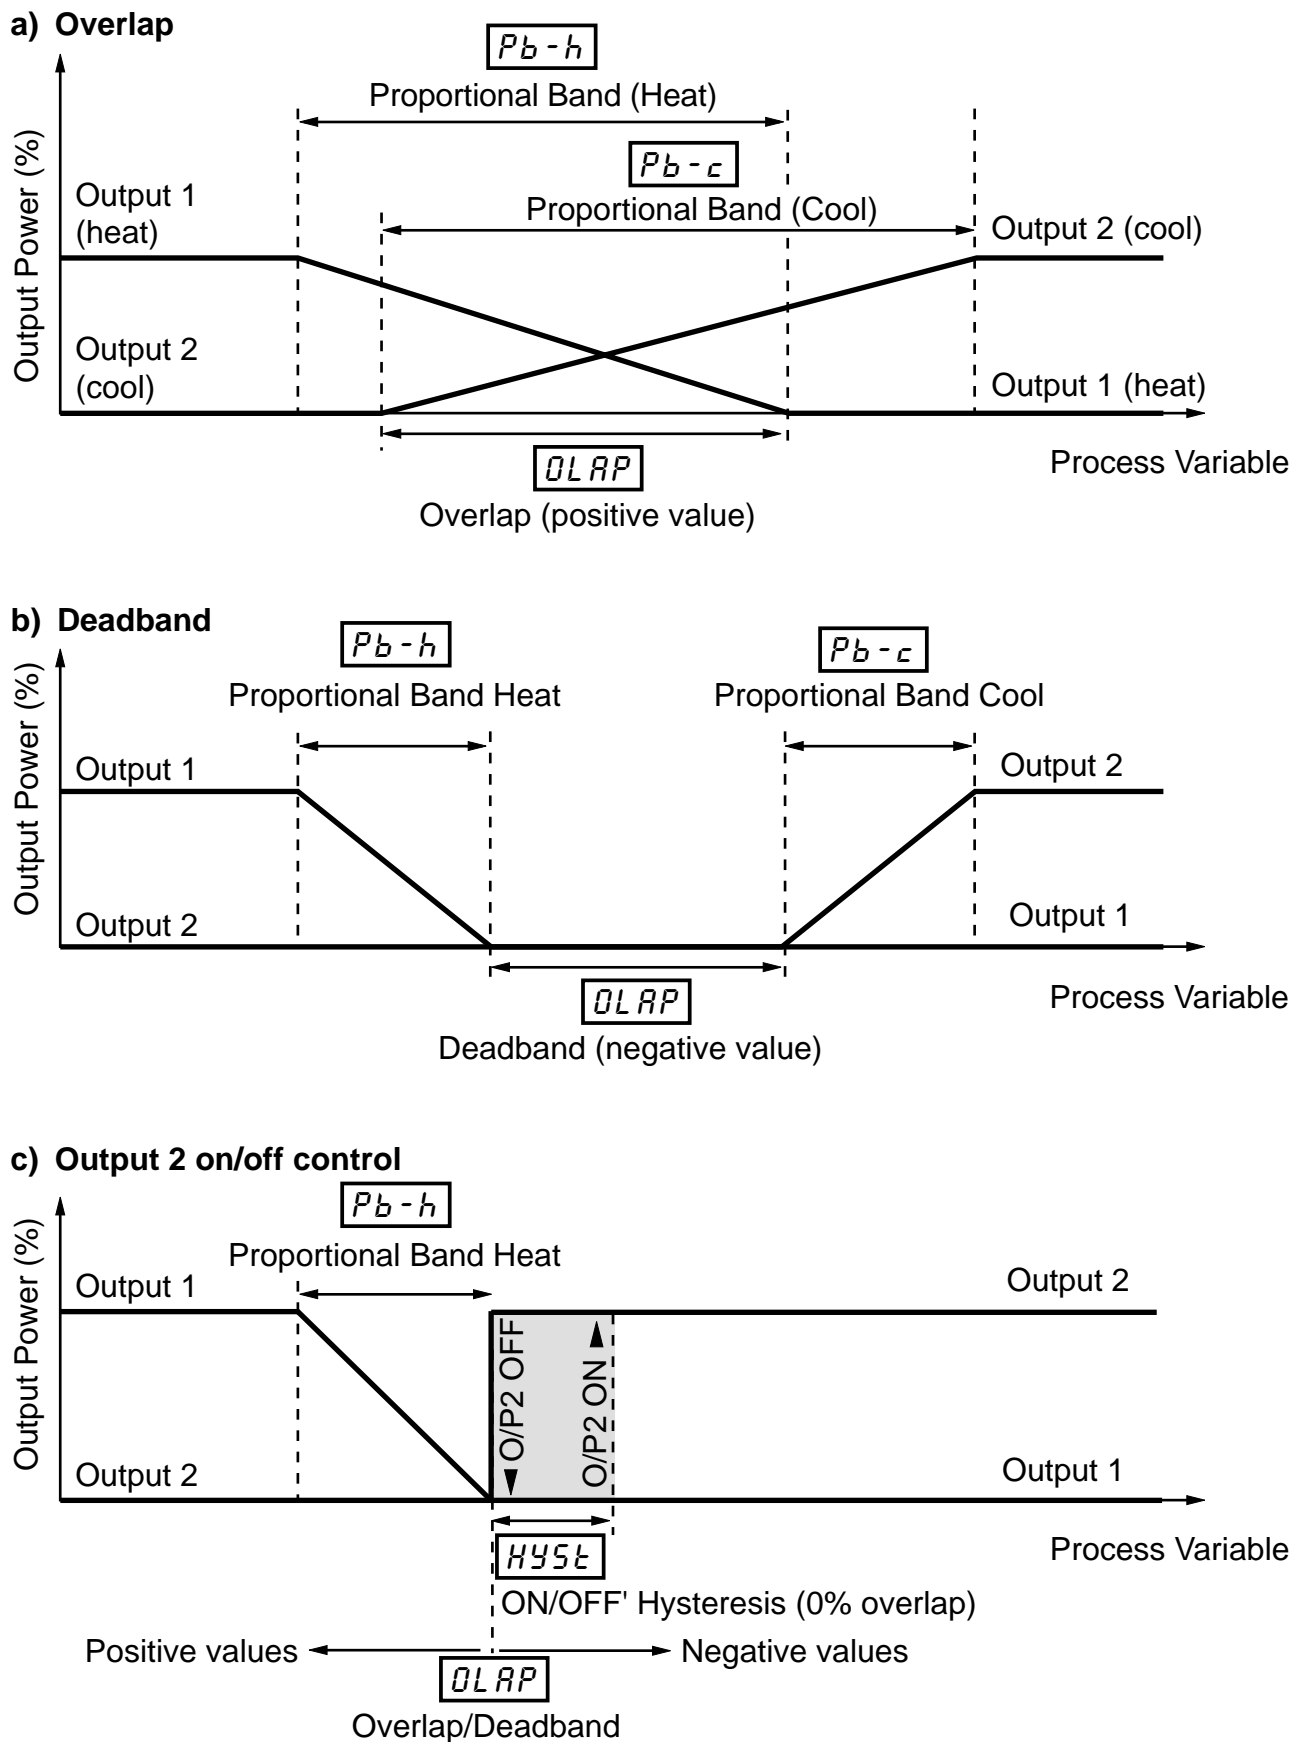 a) Overlap
Pb-h
Proportional Band (Heat)
Pb-c
Proportional Band (Cool)
Output Power (%)
Output 1
(heat)
Output 2 (cool)
Output 2
(cool)
Output 1 (heat)
Process Variable
OLAP
Overlap (positive value)
b) Deadband
Pb-h
Pb-c
Proportional Band Heat
Proportional Band Cool
Output Power (%)
Output 1
Output 2
Output 2
Output 1
OLAP
Process Variable
Deadband (negative value)
c) Output 2 on/off control
Pb-h
Proportional Band Heat
Output Power (%)
Output 1
Output 2
O/P2 OFF
O/P2 ON
Output 2
Output 1
HYSt
Process Variable
ON/OFF' Hysteresis (0% overlap)
Positive values
Negative values
OLAP
Overlap/Deadband